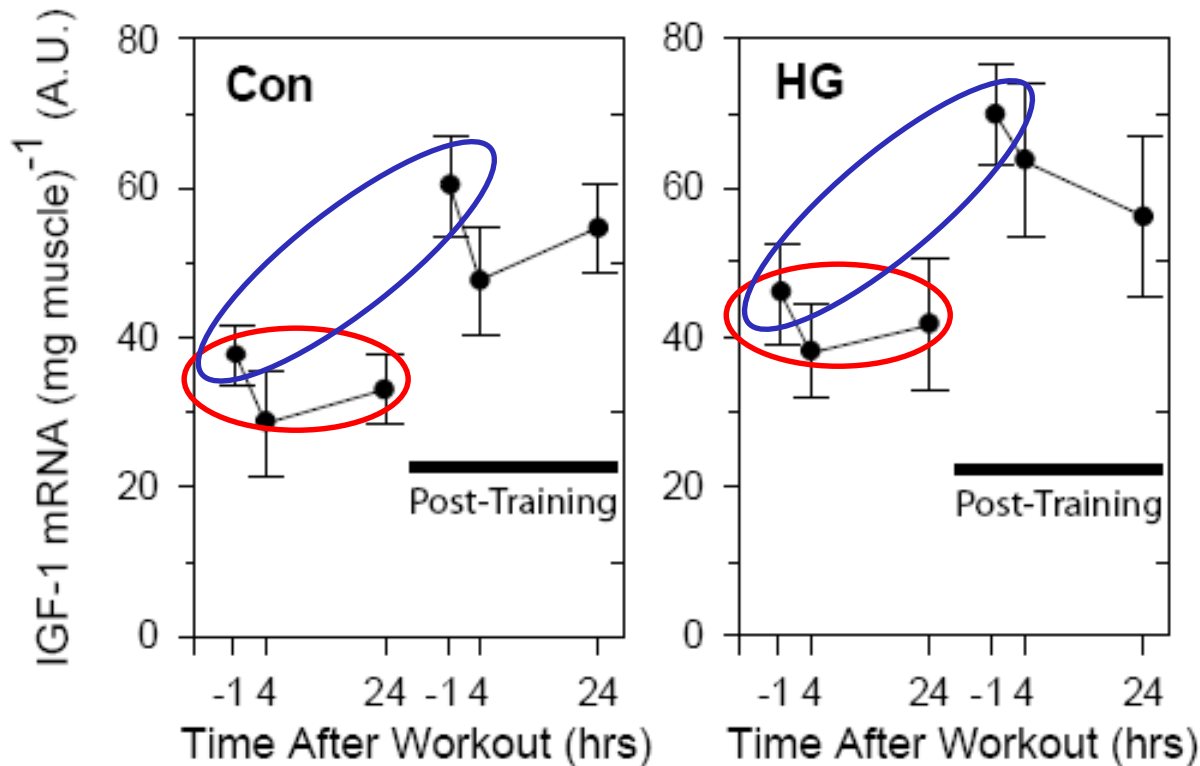 IGF-1 mRNA (mg muscle)-1 (A.U.)
80
60
40
20
0
Con
Post-Training
-1 4 24 -1 4 24
Time After Workout (hrs)
80
60
40
20
0
HG
Post-Training
-1 4 24 -1 4 24
Time After Workout (hrs)